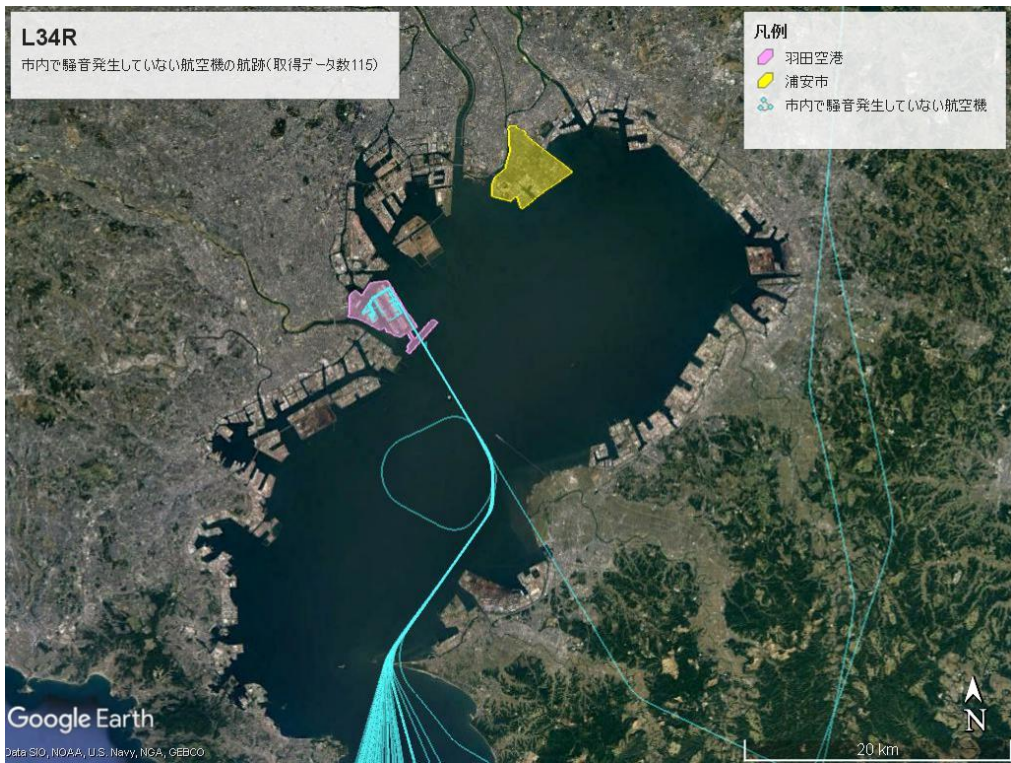 L34R
市内で騒音発生していない航空機の航跡(取得データ数115)
凡例
羽田空港
浦安市
市内で騒音発生していない航空機
Google Earth
Data SIO, NOAA, U.S. Navy, NGA, GEBCO
N
20 km